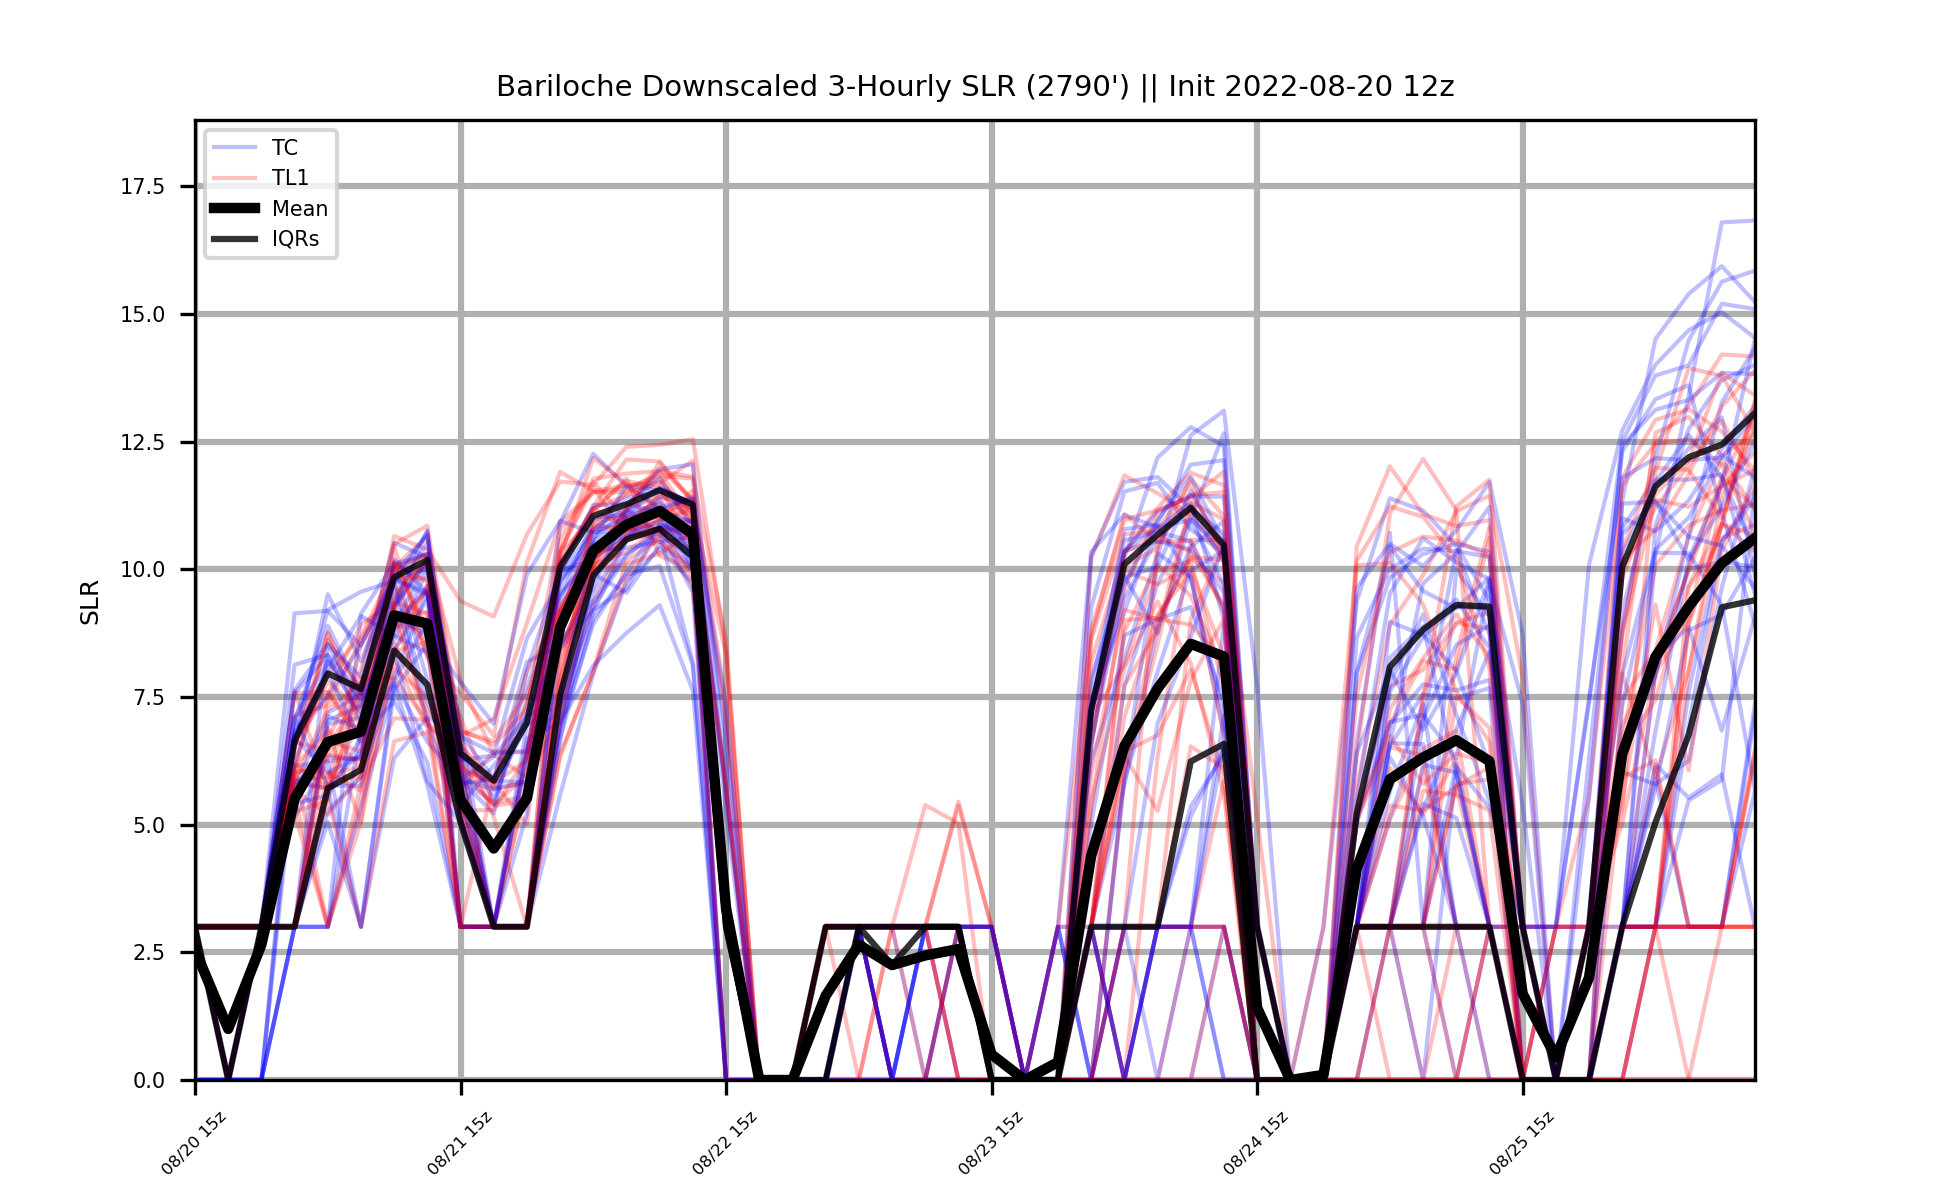 Bariloche Downscaled 3-Hourly SLR (2790') || Init 2022-08-20 12z
TC
TL1
Mean
IQRs
17.5
15.0
12.5
10.0
7.5
5.0
2.5
0.0
SLR
08/20 15z
08/21 15z
08/22 15z
08/23 15z
08/24 15z
08/25 15z